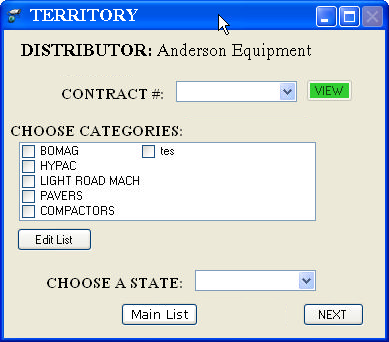 TERRITORY
DISTRIBUTOR: Anderson Equipment
CONTRACT #: VIEW
CHOOSE CATEGORIES:
BOMAG tes
HYPAC
LIGHT ROAD MACH
PAVERS
COMPACTORS
Edit List
CHOOSE A STATE:
Main List NEXT